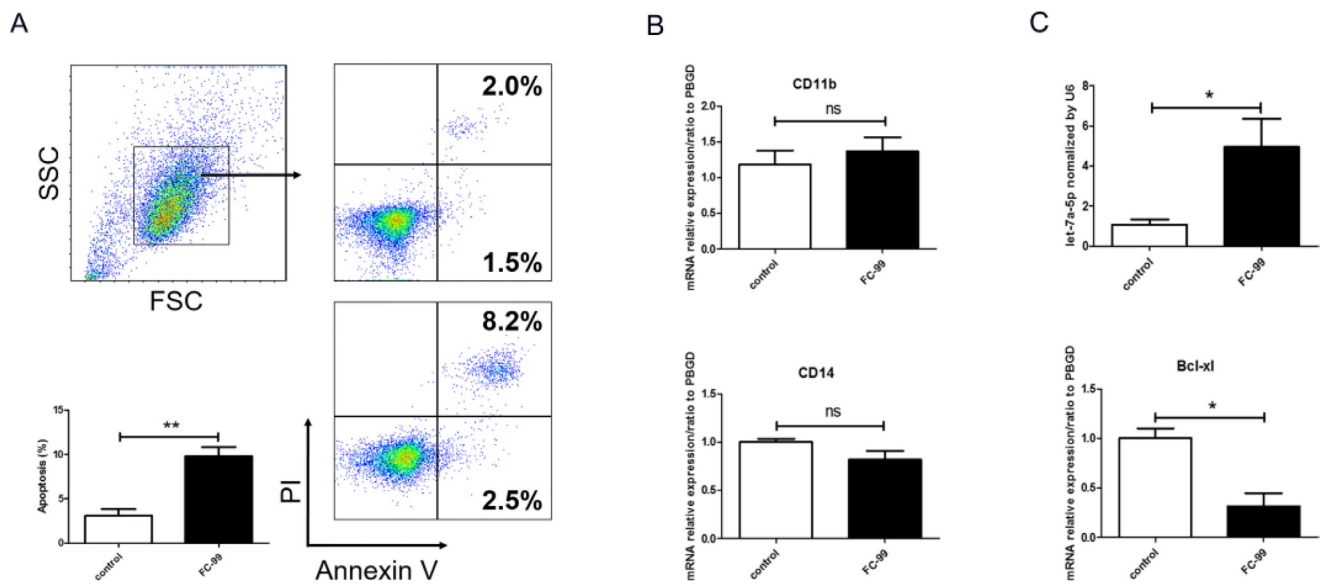 A
SSC
FSC
2.0%
1.5%
8.2%
2.5%
PI
Annexin V
Apoptosis (%)
15
10
5
0
**
control
FC-99
B
CD11b
mRNA relative expression/ratio to PBGD
2.0
1.5
1.0
0.5
0.0
ns
control
FC-99
CD14
mRNA relative expression/ratio to PBGD
1.5
1.0
0.5
0.0
ns
control
FC-99
C
let-7a-5p nomalized by U6
8
6
4
2
0
*
control
FC-99
Bcl-xl
mRNA relative expression/ratio to PBGD
1.5
1.0
0.5
0.0
*
control
FC-99